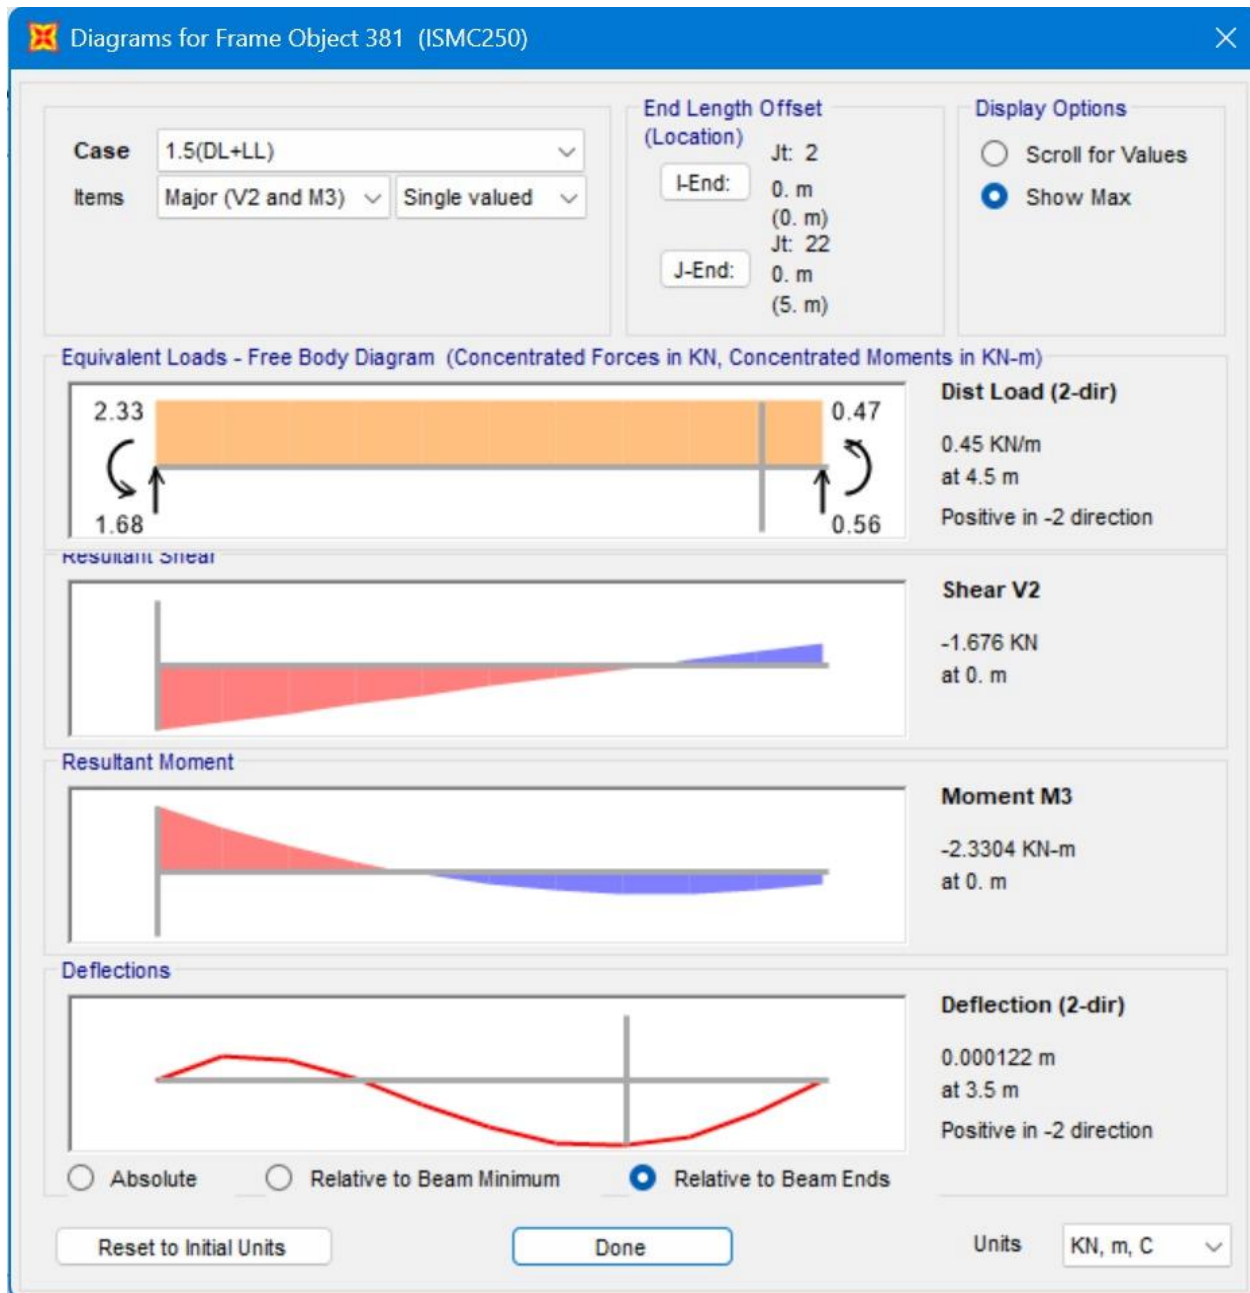 Diagrams for Frame Object 381 (ISMC250)
Case 1.5(DL+LL)
Items Major (V2 and M3) Single valued
End Length Offset
(Location)
Jt: 2
I-End: 0. m
(0. m)
Jt: 22
J-End: 0. m
(5. m)
Display Options
Scroll for Values
Show Max
Equivalent Loads - Free Body Diagram (Concentrated Forces in KN, Concentrated Moments in KN-m)
2.33 0.47
1.68 0.56
Dist Load (2-dir)
0.45 KN/m
at 4.5 m
Positive in -2 direction
Resultant Shear
Shear V2
-1.676 KN
at 0. m
Resultant Moment
Moment M3
-2.3304 KN-m
at 0. m
Deflections
Deflection (2-dir)
0.000122 m
at 3.5 m
Positive in -2 direction
Absolute Relative to Beam Minimum Relative to Beam Ends
Reset to Initial Units Done Units KN, m, C